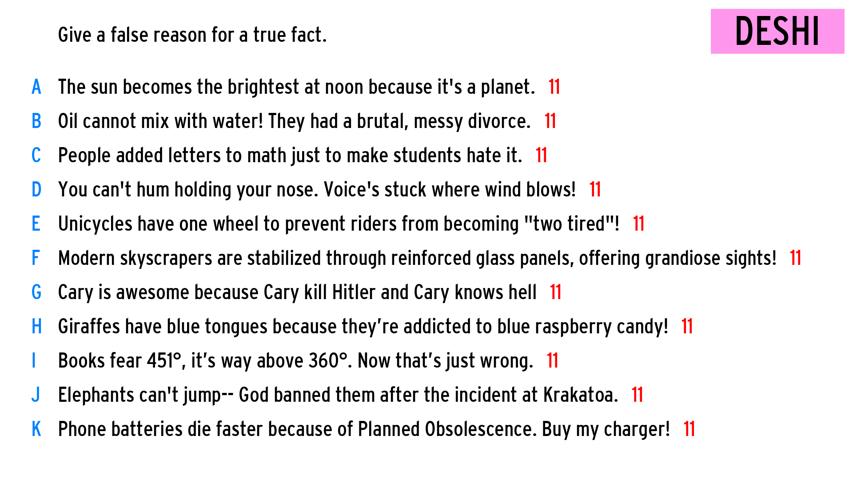 Give a false reason for a true fact.
DESHI
A The sun becomes the brightest at noon because it's a planet. 11
B Oil cannot mix with water! They had a brutal, messy divorce. 11
C People added letters to math just to make students hate it. 11
D You can't hum holding your nose. Voice's stuck where wind blows! 11
E Unicycles have one wheel to prevent riders from becoming "two tired"! 11
F Modern skyscrapers are stabilized through reinforced glass panels, offering grandiose sights! 11
G Cary is awesome because Cary kill Hitler and Cary knows hell 11
H Giraffes have blue tongues because they’re addicted to blue raspberry candy! 11
I Books fear 451°, it’s way above 360°. Now that’s just wrong. 11
J Elephants can't jump-- God banned them after the incident at Krakatoa. 11
K Phone batteries die faster because of Planned Obsolescence. Buy my charger! 11